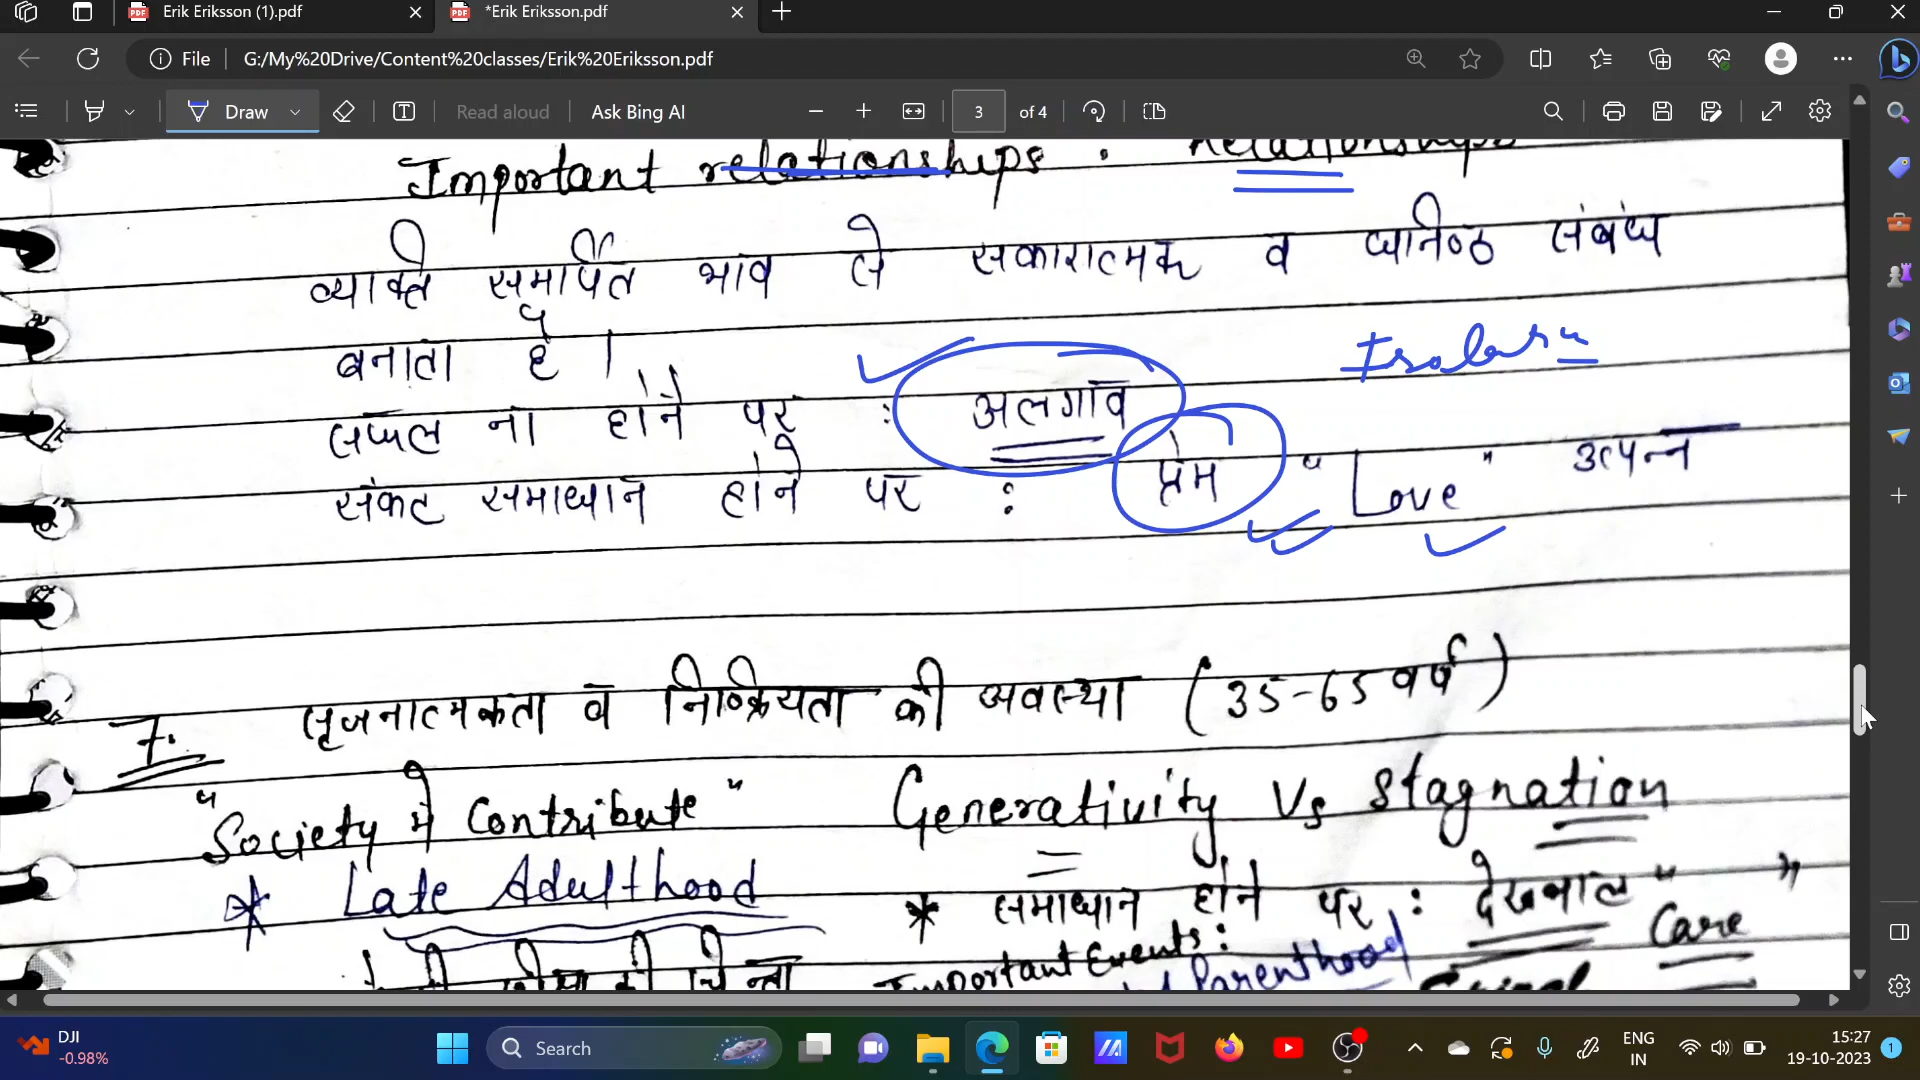 Erik Eriksson (1).pdf
*Erik Eriksson.pdf
File G:/My%20Drive/Content%20classes/Erik%20Eriksson.pdf
Draw Read aloud Ask Bing AI 3 of 4
Important relationships : Relationships
व्यक्ति समर्पित भाव से सकारात्मक व घनिष्ठ संबंध
बनाता है ।
Isolation
सफल ना होने पर : अलगाव
संकट समाधान होने पर : प्रेम "Love" उत्पन्न
7. सृजनात्मकता व निष्क्रियता की अवस्था (35-65 वर्ष)
"Society में Contribute" Generativity Vs Stagnation
* Late Adulthood * समाधान होने पर : देखभाल "Care"
Important Events:
Parenthood
DJI
-0.98%
Search
ENG
IN
15:27
19-10-2023
1